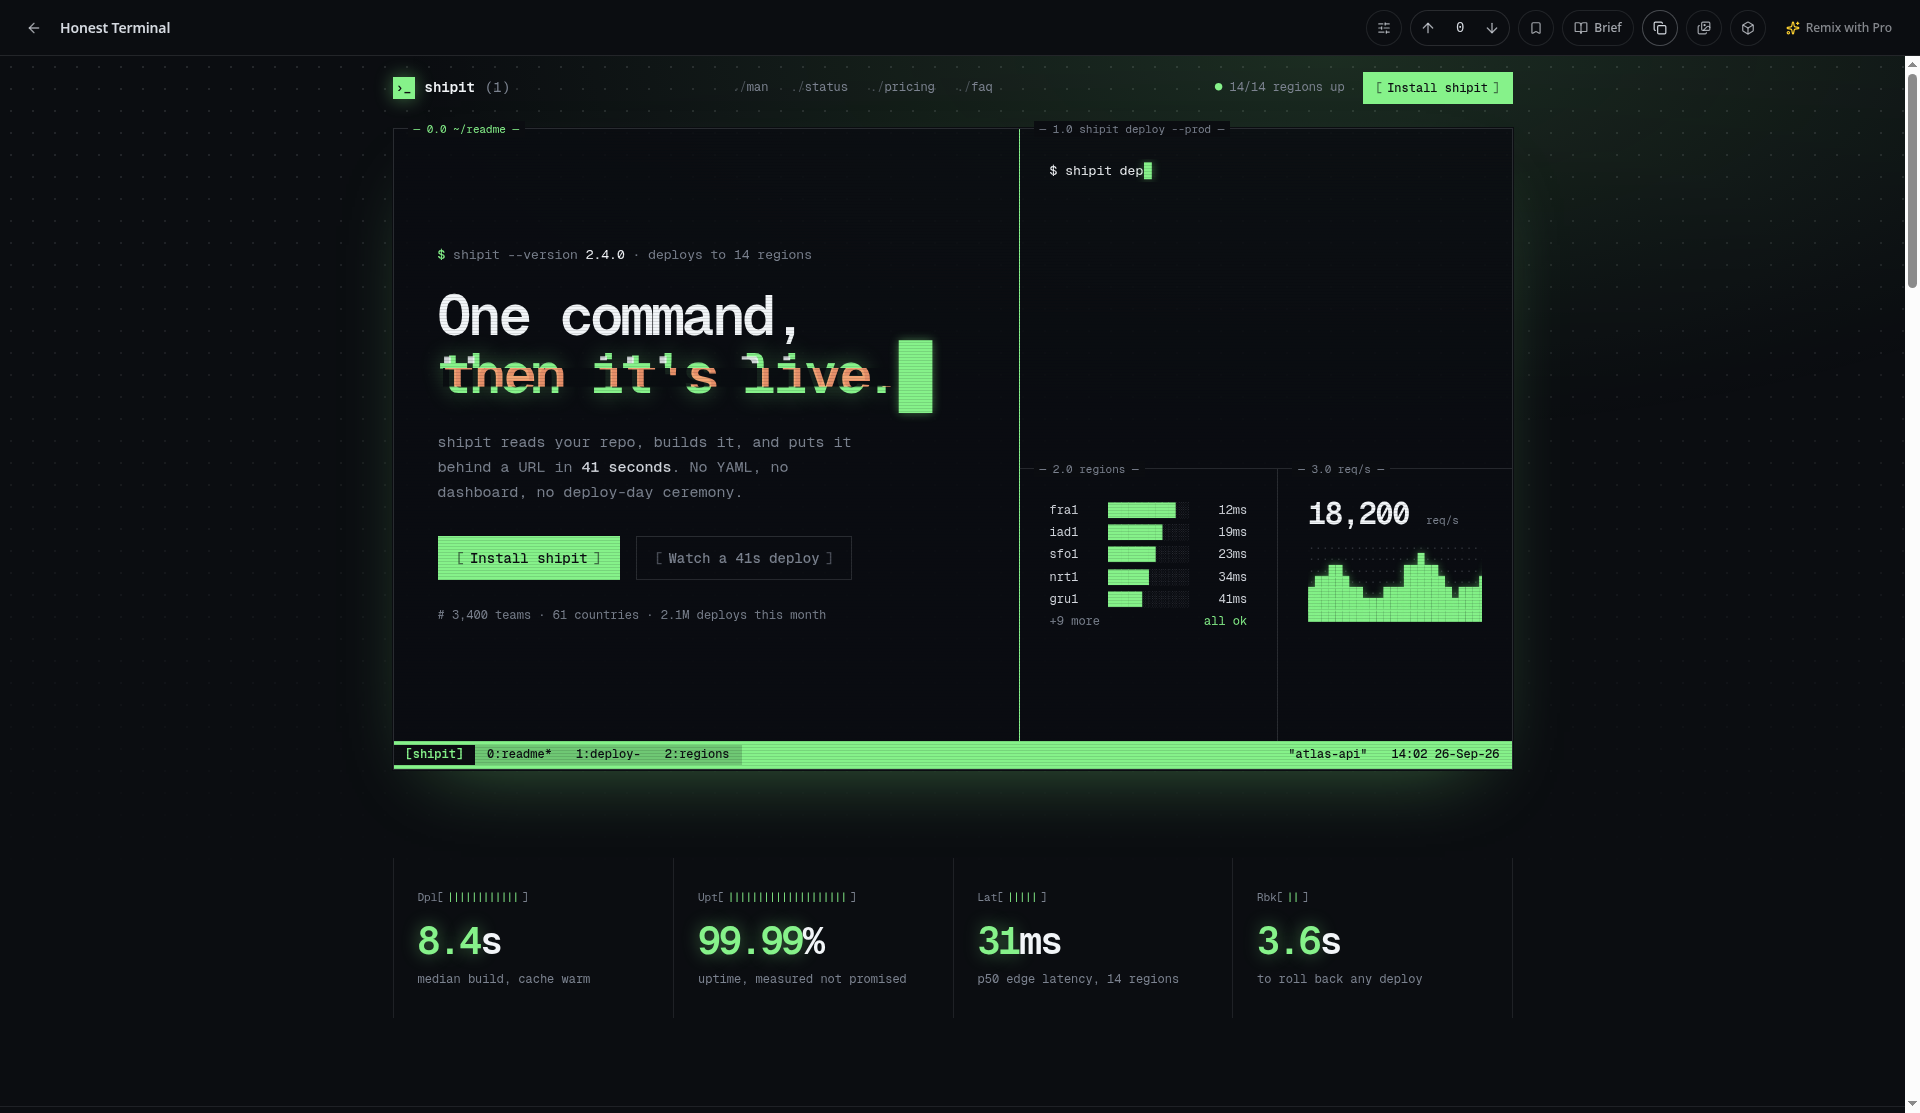 Honest Terminal
0
Brief
Remix with Pro
shipit (1)
./man ./status ./pricing ./faq
14/14 regions up
[ Install shipit ]
— 0.0 ~/readme —
— 1.0 shipit deploy --prod —
$ shipit dep
$ shipit --version 2.4.0 · deploys to 14 regions
One command,
then it's live.
shipit reads your repo, builds it, and puts it
behind a URL in 41 seconds. No YAML, no
dashboard, no deploy-day ceremony.
[ Install shipit ]
[ Watch a 41s deploy ]
# 3,400 teams · 61 countries · 2.1M deploys this month
— 2.0 regions —
fra1 12ms
iad1 19ms
sfo1 23ms
nrt1 34ms
gru1 41ms
+9 more all ok
— 3.0 req/s —
18,200 req/s
[shipit] 0:readme* 1:deploy- 2:regions
"atlas-api" 14:02 26-Sep-26
Dpl[||||||||||||]
8.4s
median build, cache warm
Upt[||||||||||||||||||||]
99.99%
uptime, measured not promised
Lat[|||||]
31ms
p50 edge latency, 14 regions
Rbk[||]
3.6s
to roll back any deploy